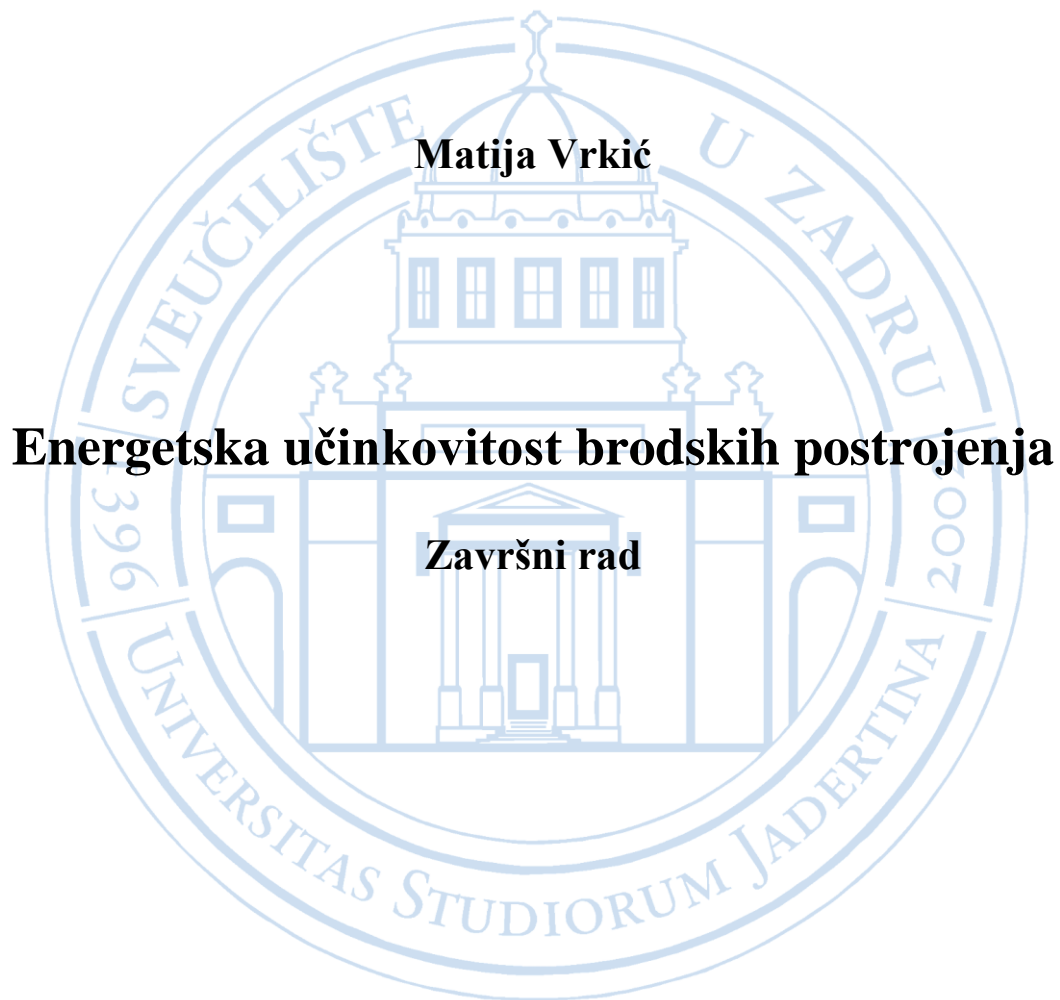 Matija Vrkić
Energetska učinkovitost brodskih postrojenja
Završni rad
SVEUČILIŠTE U ZADRU
1396
2002
UNIVERSITAS STUDIORUM JADERTINA